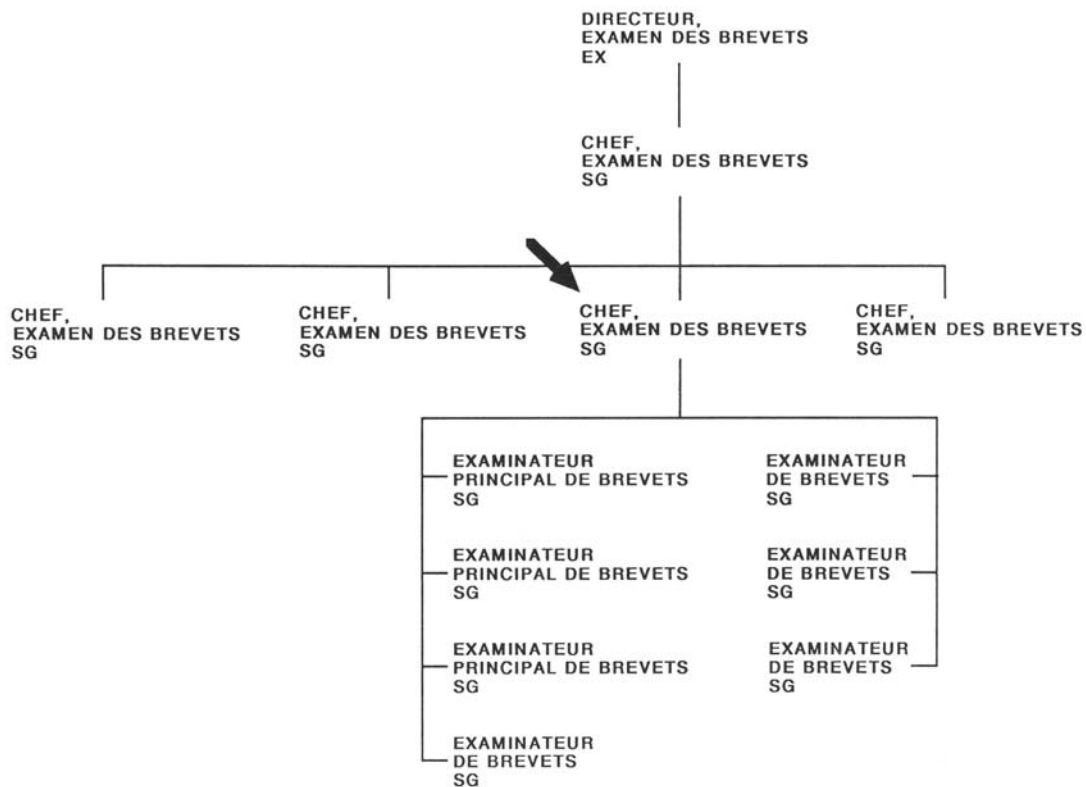 DIRECTEUR,
EXAMEN DES BREVETS
EX
CHEF,
EXAMEN DES BREVETS
SG
CHEF,
EXAMEN DES BREVETS
SG
CHEF,
EXAMEN DES BREVETS
SG
CHEF,
EXAMEN DES BREVETS
SG
CHEF,
EXAMEN DES BREVETS
SG
EXAMINATEUR
PRINCIPAL DE BREVETS
SG
EXAMINATEUR
PRINCIPAL DE BREVETS
SG
EXAMINATEUR
PRINCIPAL DE BREVETS
SG
EXAMINATEUR
DE BREVETS
SG
EXAMINATEUR
DE BREVETS
SG
EXAMINATEUR
DE BREVETS
SG
EXAMINATEUR
DE BREVETS
SG